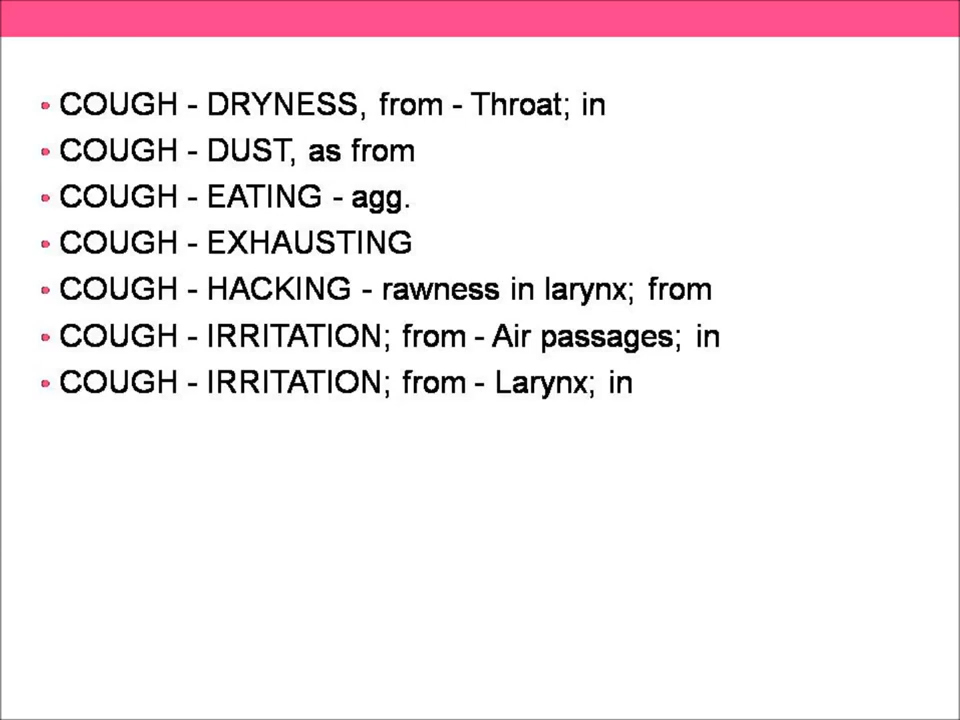 • COUGH - DRYNESS, from - Throat; in
• COUGH - DUST, as from
• COUGH - EATING - agg.
• COUGH - EXHAUSTING
• COUGH - HACKING - rawness in larynx; from
• COUGH - IRRITATION; from - Air passages; in
• COUGH - IRRITATION; from - Larynx; in